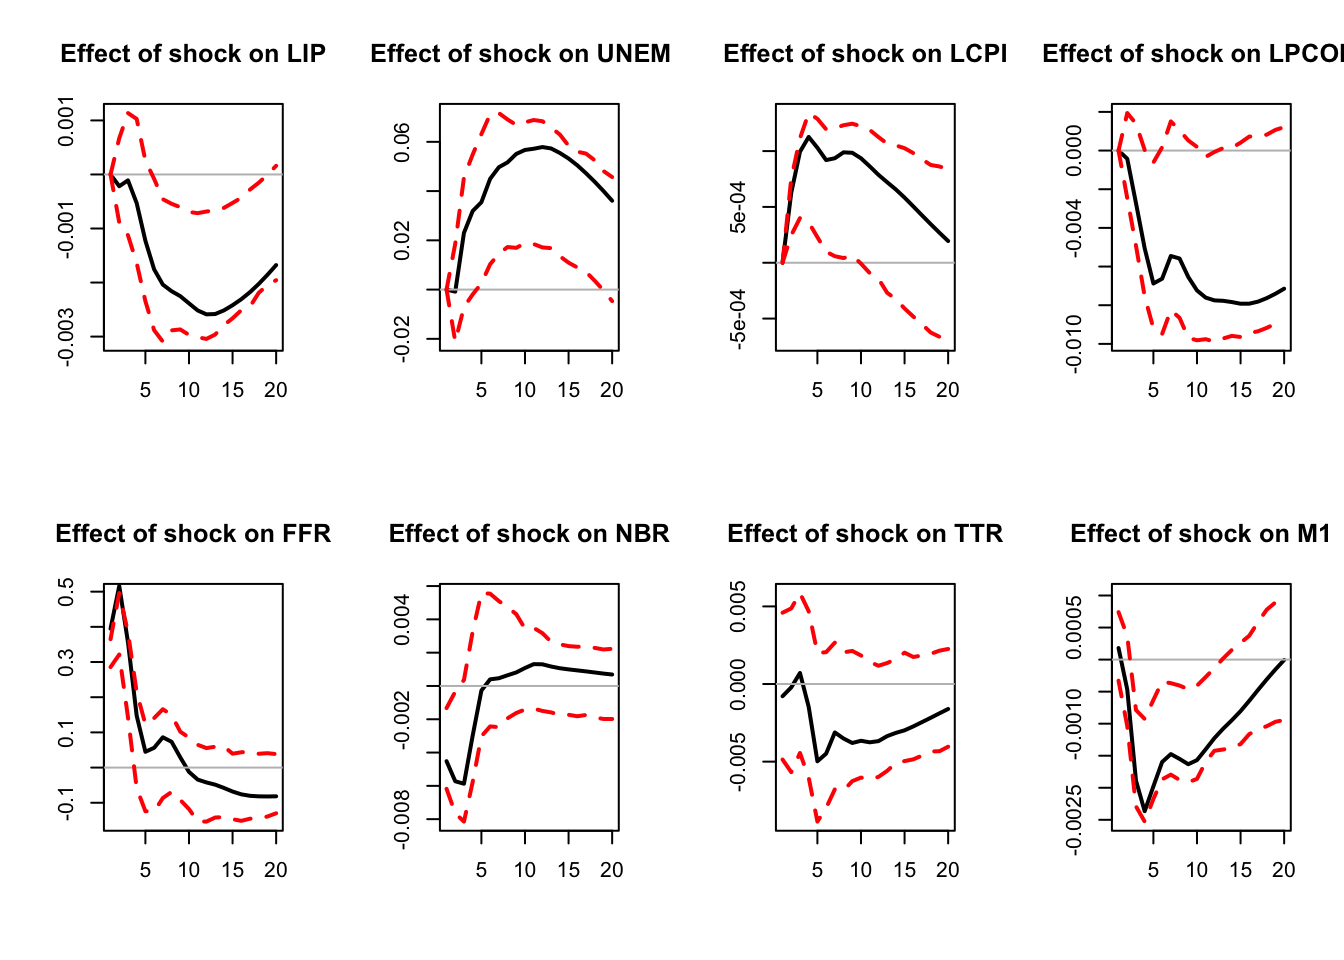 Effect of shock on LIP
Effect of shock on UNEM
Effect of shock on LCPI
Effect of shock on LPCO
0.001
-0.001
-0.003
5 10 15 20
0.06
0.02
-0.02
5 10 15 20
5e-04
-5e-04
5 10 15 20
0.000
-0.004
-0.010
5 10 15 20
Effect of shock on FFR
Effect of shock on NBR
Effect of shock on TTR
Effect of shock on M1
0.5
0.3
0.1
-0.1
5 10 15 20
0.004
-0.002
-0.008
5 10 15 20
0.005
0.000
-0.005
5 10 15 20
0.0005
-0.0010
-0.0025
5 10 15 20